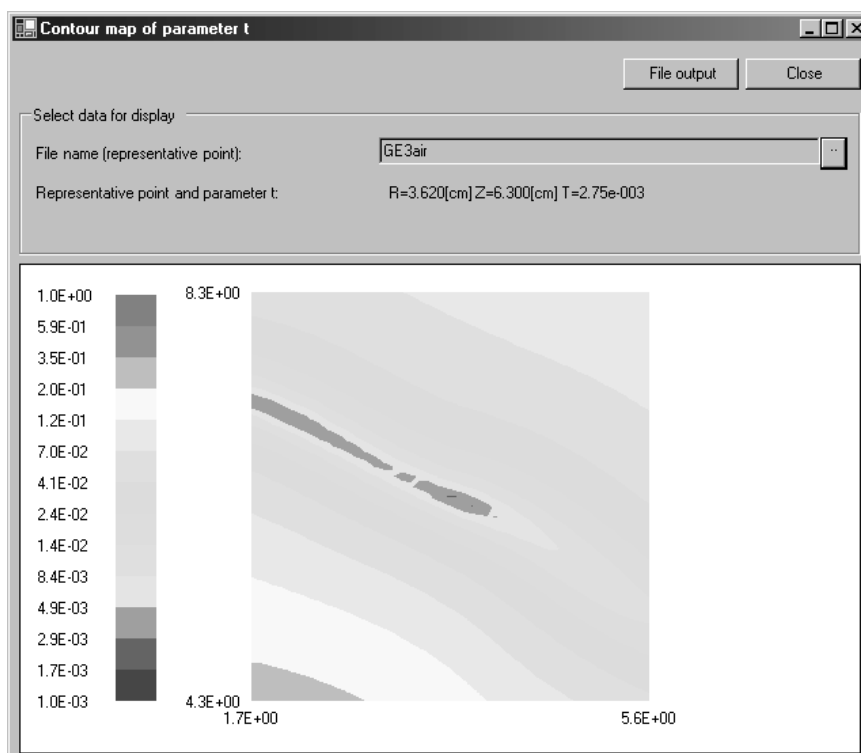 Contour map of parameter t
File output Close
Select data for display
File name (representative point): GE3air ..
Representative point and parameter t: R=3.620[cm] Z=6.300[cm] T=2.75e-003
1.0E+00 8.3E+00
5.9E-01
3.5E-01
2.0E-01
1.2E-01
7.0E-02
4.1E-02
2.4E-02
1.4E-02
8.4E-03
4.9E-03
2.9E-03
1.7E-03
1.0E-03 4.3E+00
1.7E+00 5.6E+00